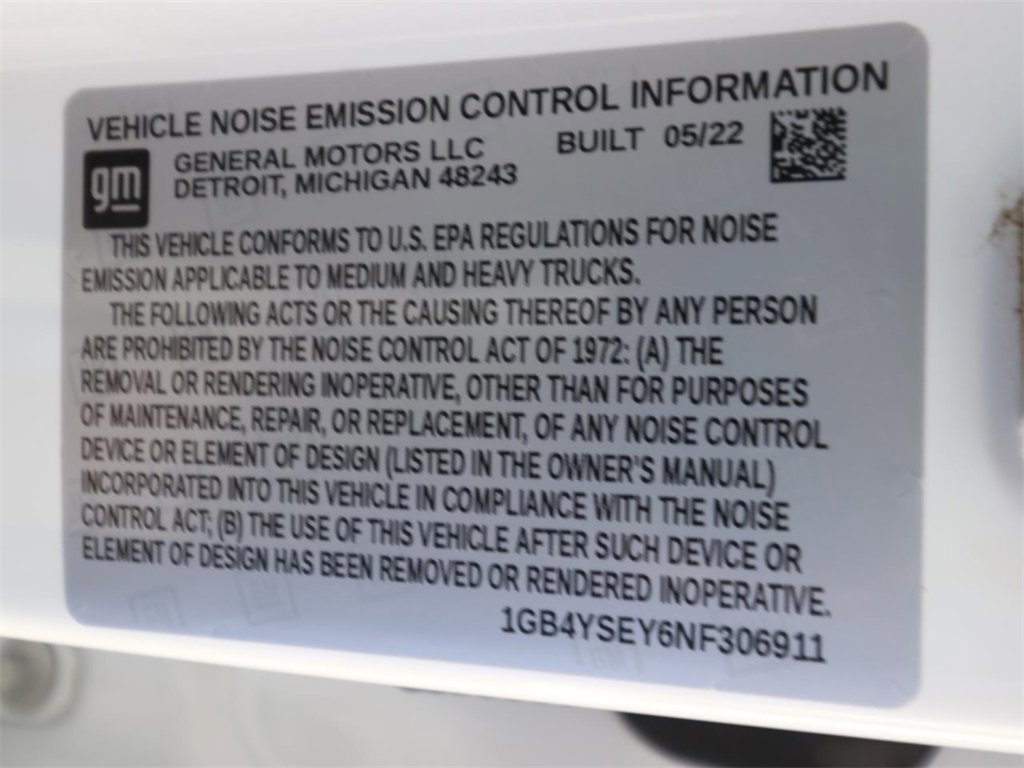 VEHICLE NOISE EMISSION CONTROL INFORMATION
gm
GENERAL MOTORS LLC BUILT 05/22
DETROIT, MICHIGAN 48243
THIS VEHICLE CONFORMS TO U.S. EPA REGULATIONS FOR NOISE
EMISSION APPLICABLE TO MEDIUM AND HEAVY TRUCKS.
THE FOLLOWING ACTS OR THE CAUSING THEREOF BY ANY PERSON
ARE PROHIBITED BY THE NOISE CONTROL ACT OF 1972: (A) THE
REMOVAL OR RENDERING INOPERATIVE, OTHER THAN FOR PURPOSES
OF MAINTENANCE, REPAIR, OR REPLACEMENT, OF ANY NOISE CONTROL
DEVICE OR ELEMENT OF DESIGN (LISTED IN THE OWNER'S MANUAL)
INCORPORATED INTO THIS VEHICLE IN COMPLIANCE WITH THE NOISE
CONTROL ACT; (B) THE USE OF THIS VEHICLE AFTER SUCH DEVICE OR
ELEMENT OF DESIGN HAS BEEN REMOVED OR RENDERED INOPERATIVE.
1GB4YSEY6NF306911